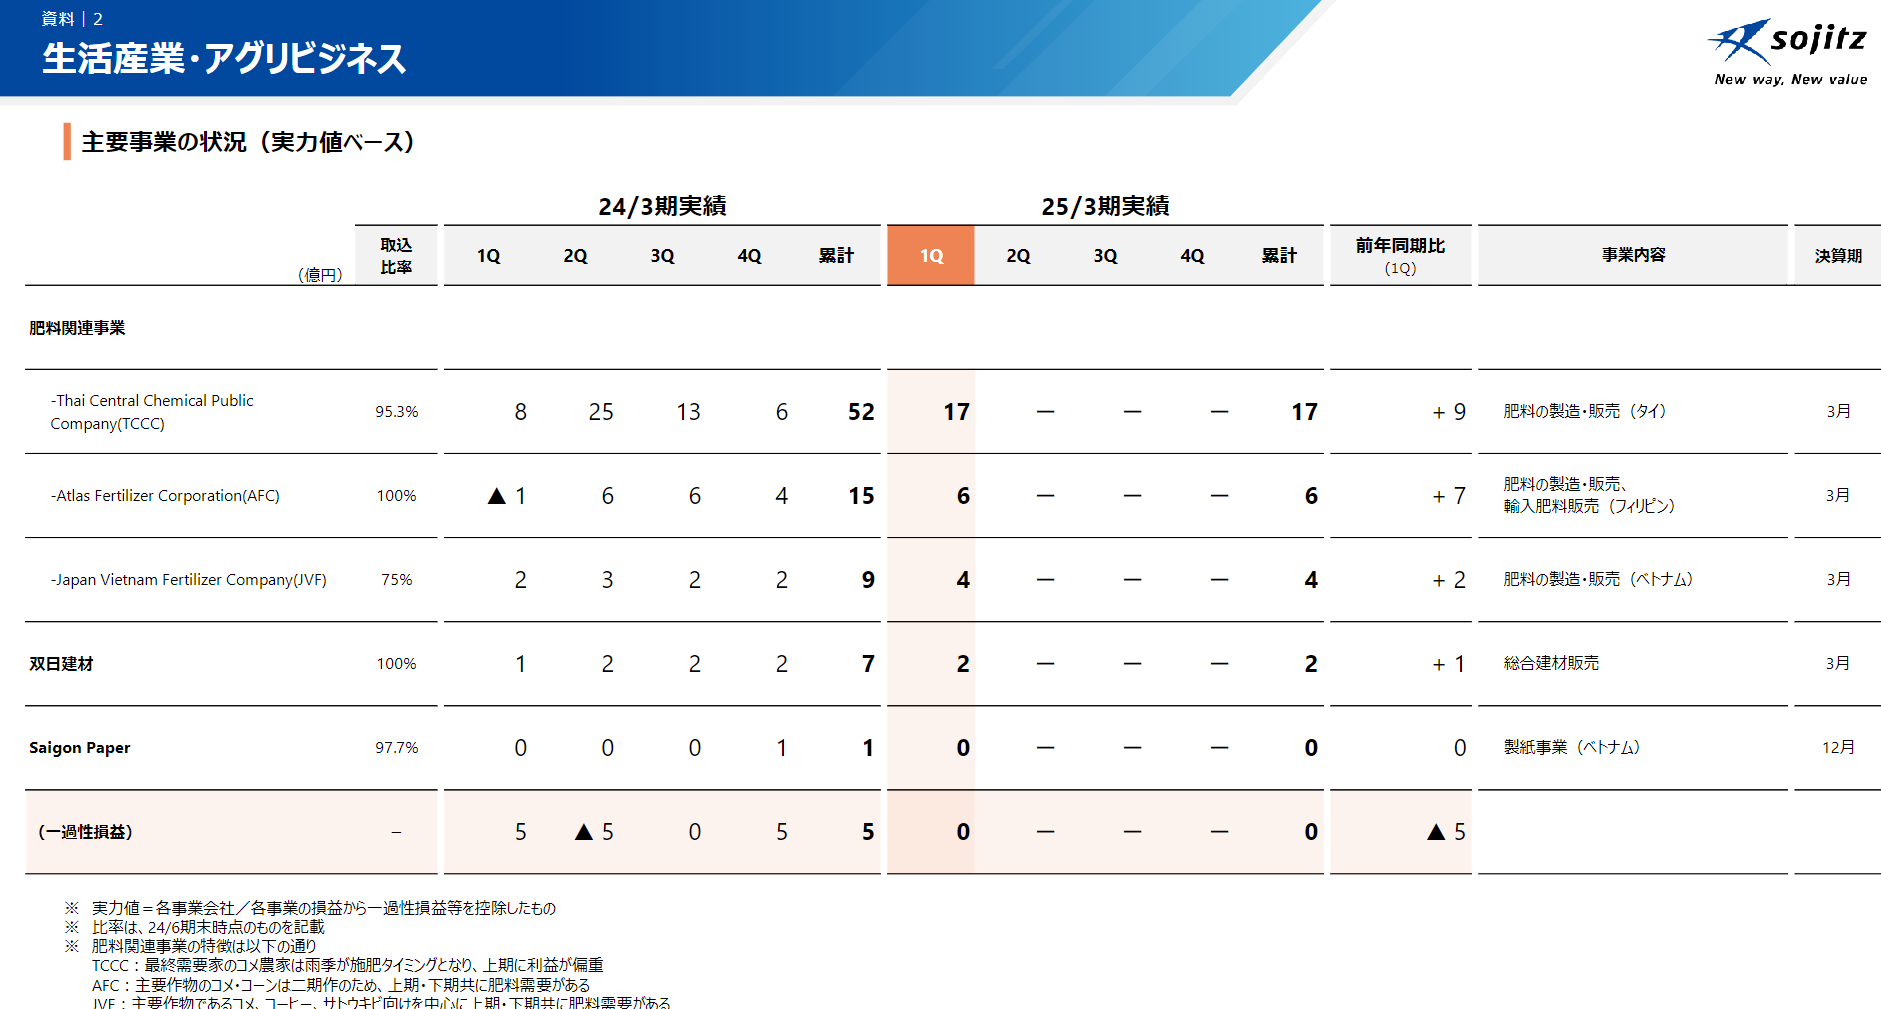 資料｜2
生活産業・アグリビジネス
sojitz
New way, New value
主要事業の状況（実力値ベース）
24/3期実績 25/3期実績
（億円） 取込比率 1Q 2Q 3Q 4Q 累計 1Q 2Q 3Q 4Q 累計 前年同期比（1Q） 事業内容 決算期
肥料関連事業
-Thai Central Chemical Public
Company(TCCC) 95.3% 8 25 13 6 52 17 － － － 17 + 9 肥料の製造・販売（タイ） 3月
-Atlas Fertilizer Corporation(AFC) 100% ▲ 1 6 6 4 15 6 － － － 6 + 7 肥料の製造・販売、
輸入肥料販売（フィリピン） 3月
-Japan Vietnam Fertilizer Company(JVF) 75% 2 3 2 2 9 4 － － － 4 + 2 肥料の製造・販売（ベトナム） 3月
双日建材 100% 1 2 2 2 7 2 － － － 2 + 1 総合建材販売 3月
Saigon Paper 97.7% 0 0 0 1 1 0 － － － 0 0 製紙事業（ベトナム） 12月
（一過性損益） – 5 ▲ 5 0 5 5 0 － － － 0 ▲ 5
※ 実力値＝各事業会社／各事業の損益から一過性損益等を控除したもの
※ 比率は、24/6期末時点のものを記載
※ 肥料関連事業の特徴は以下の通り
TCCC：最終需要家のコメ農家は雨季が施肥タイミングとなり、上期に利益が偏重
AFC：主要作物のコメ・コーンは二期作のため、上期・下期共に肥料需要がある
JVF：主要作物であるコメ、コーヒー、サトウキビ向けを中心に上期・下期共に肥料需要がある